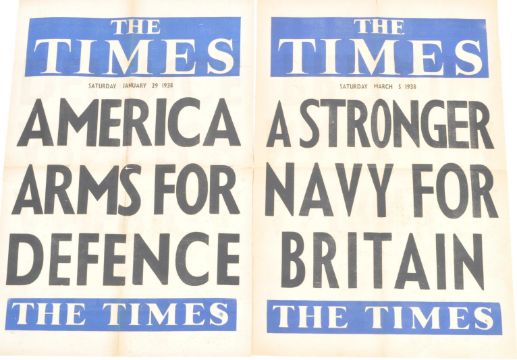 THE
TIMES
SATURDAY JANUARY 29 1938
AMERICA
ARMS FOR
DEFENCE
THE TIMES
THE
TIMES
SATURDAY MARCH 5 1938
A STRONGER
NAVY FOR
BRITAIN
THE TIMES